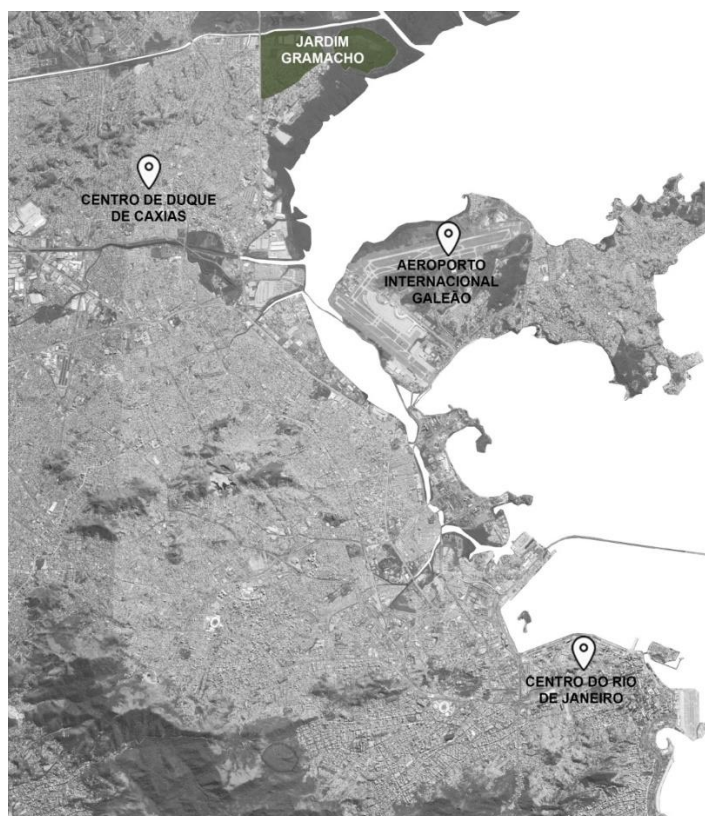 JARDIM
GRAMACHO
CENTRO DE DUQUE
DE CAXIAS
AEROPORTO
INTERNACIONAL
GALEÃO
CENTRO DO RIO
DE JANEIRO